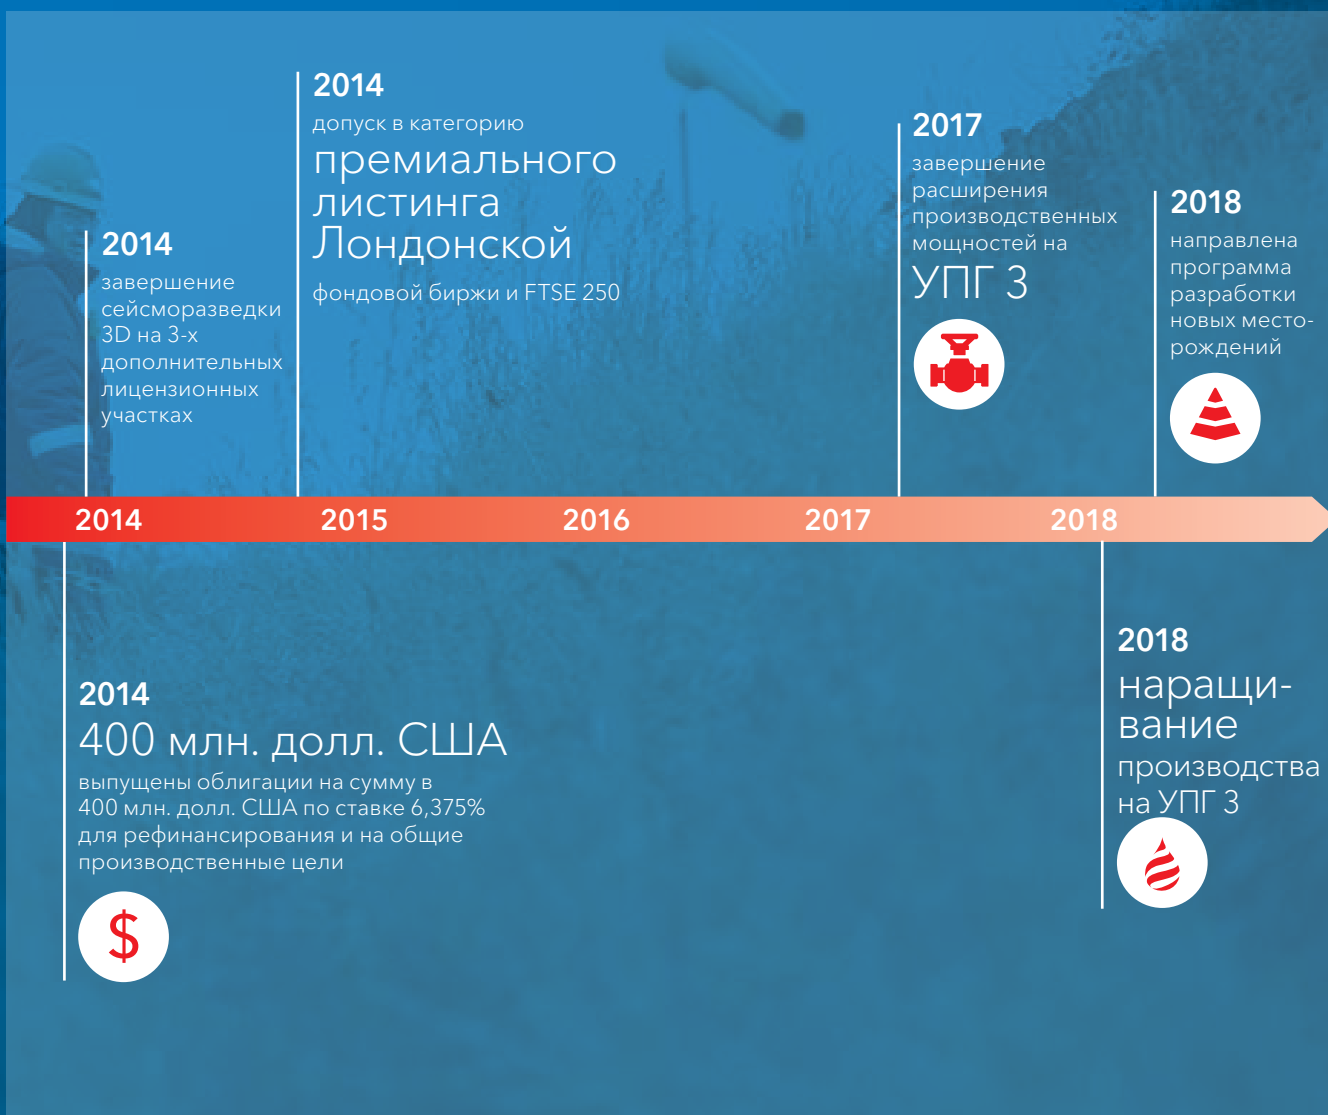 2014
допуск в категорию
премиального
листинга
Лондонской
фондовой биржи и FTSE 250
2017
завершение
расширения
производственных
мощностей на
УПГ 3
2018
направлена
программа
разработки
новых место-
рождений
2014
завершение
сейсморазведки
3D на 3-х
дополнительных
лицензионных
участках
2014
2015
2016
2017
2018
2014
400 млн. долл. США
выпущены облигации на сумму в
400 млн. долл. США по ставке 6,375%
для рефинансирования и на общие
производственные цели
$
2018
наращи-
вание
производства
на УПГ 3